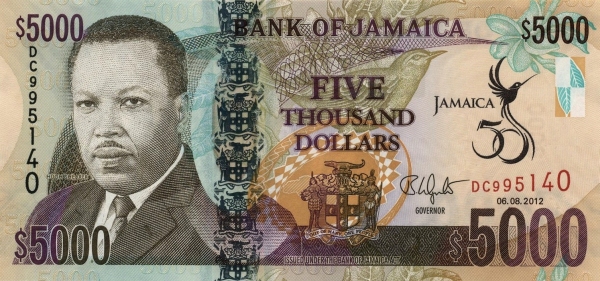 $5000
BANK OF JAMAICA
$5000
DC995140
FIVE
THOUSAND
DOLLARS
JAMAICA
50
DC995140
06.08.2012
GOVERNOR
$5000
$5000
ISSUED UNDER THE BANK OF JAMAICA ACT